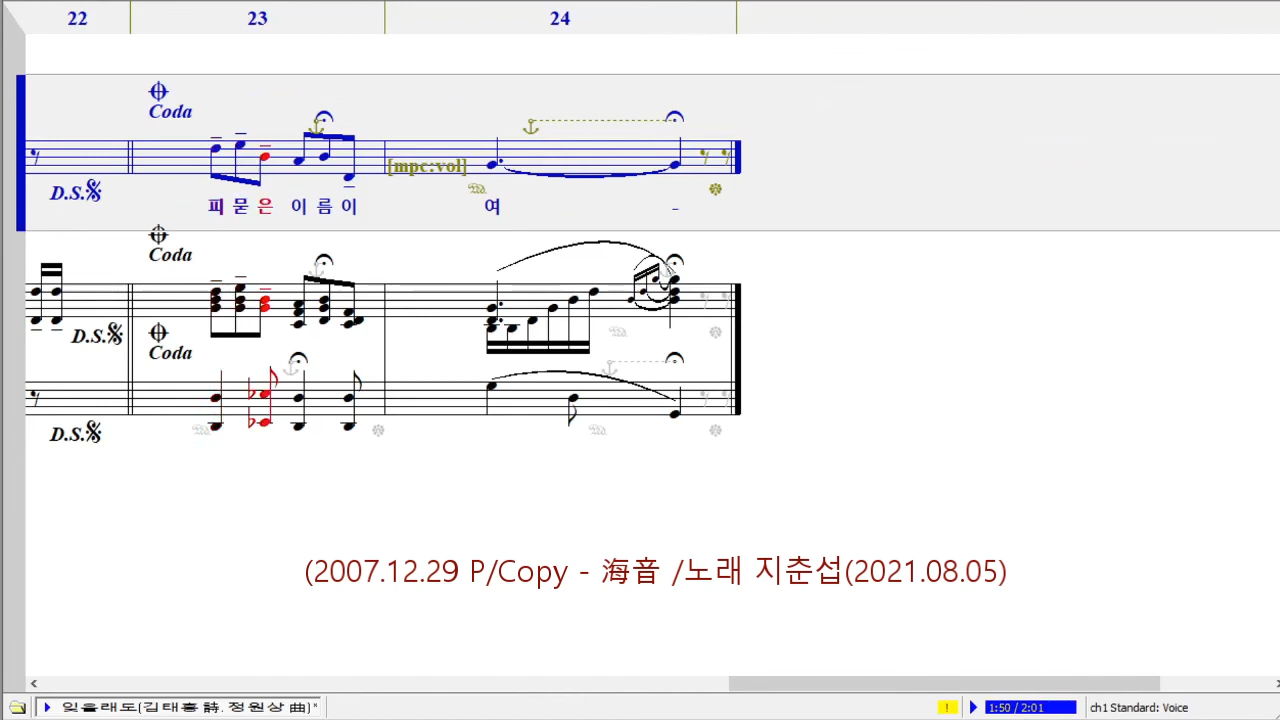 22 23 24
Coda
[mpc:vol]
D.S.
피 묻 은 이 름 이 여 -
Coda
D.S.
Coda
D.S.
(2007.12.29 P/Copy - 海音 /노래 지춘섭(2021.08.05)
잊을래도(김태홍 詩, 정원상 曲)* ! 1:50 / 2:01 ch1 Standard: Voice